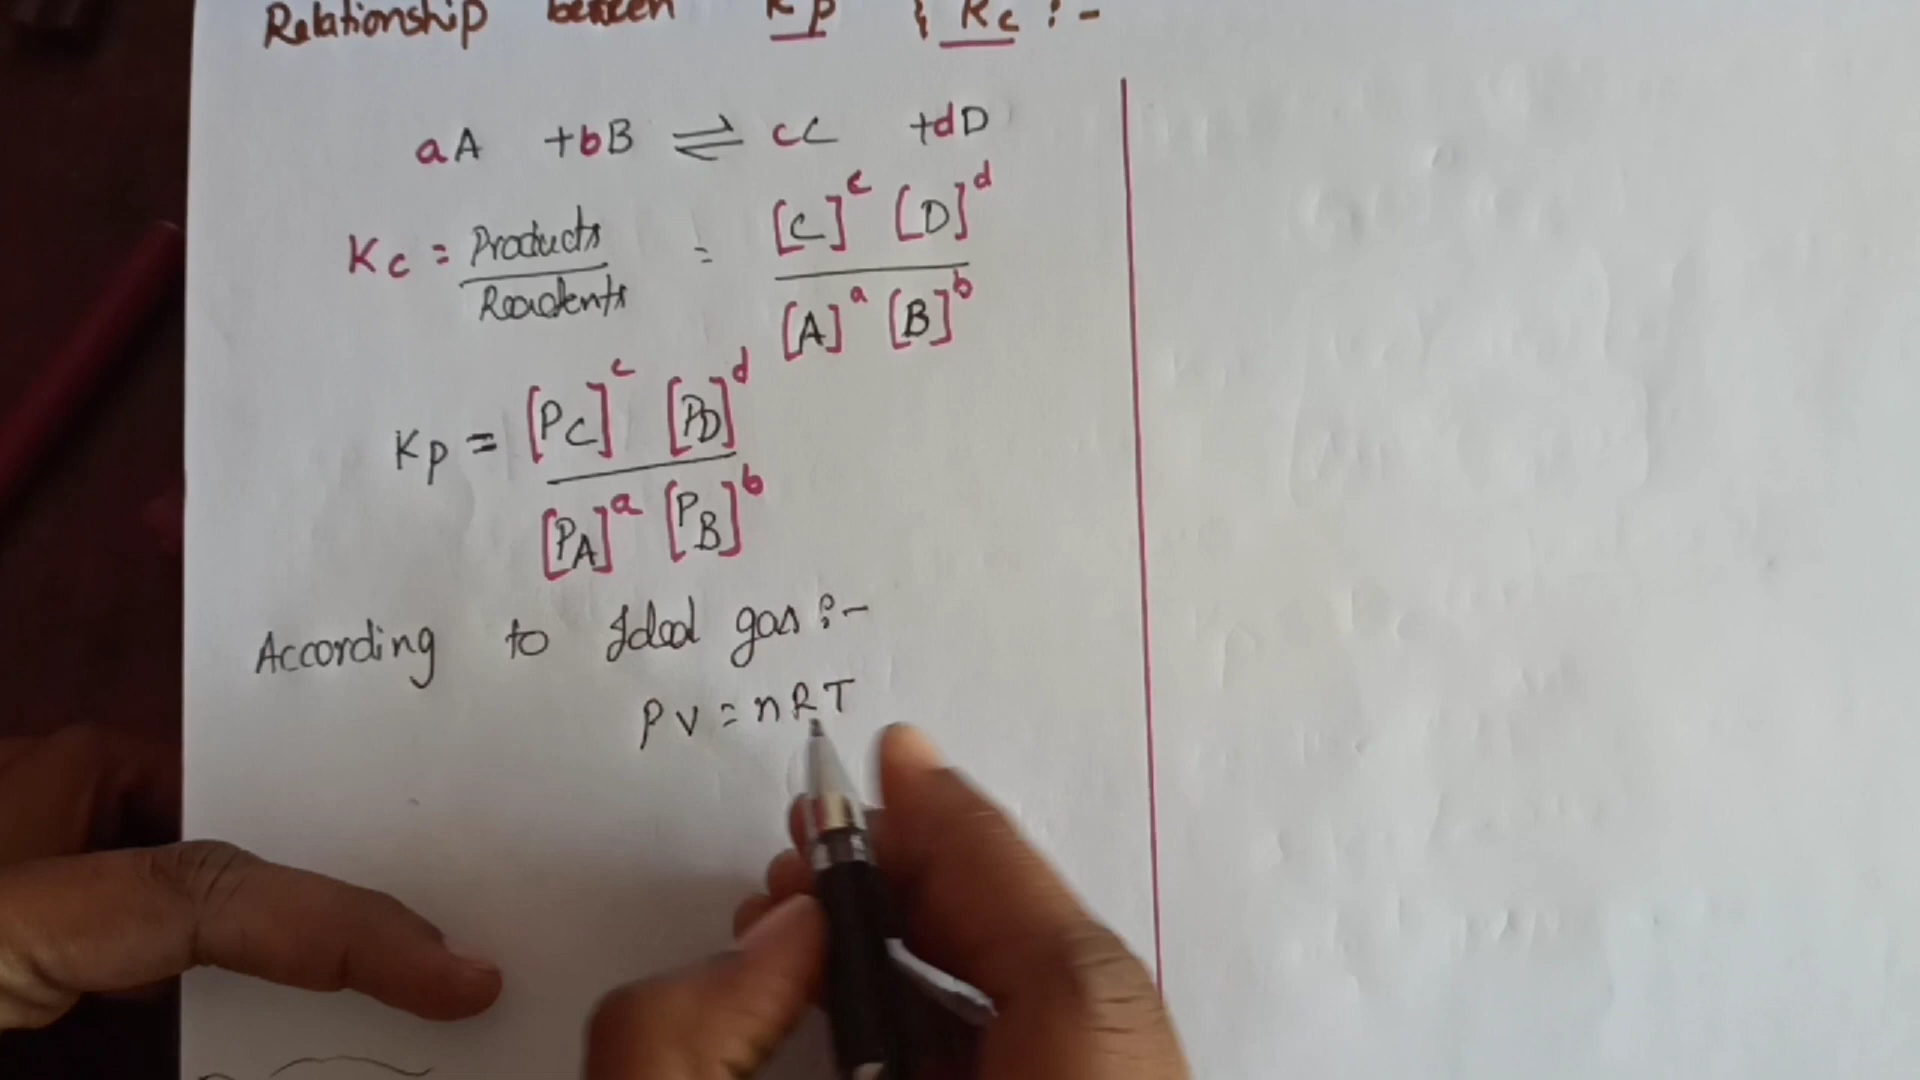 Relationship between Kp & Kc :-
aA + bB ⇌ cC + dD
Kc = Products / Reactents = [C]^c [D]^d / [A]^a [B]^b
Kp = [PC]^c [PD]^d / [PA]^a [PB]^b
According to Ideal gas :-
PV = nRT